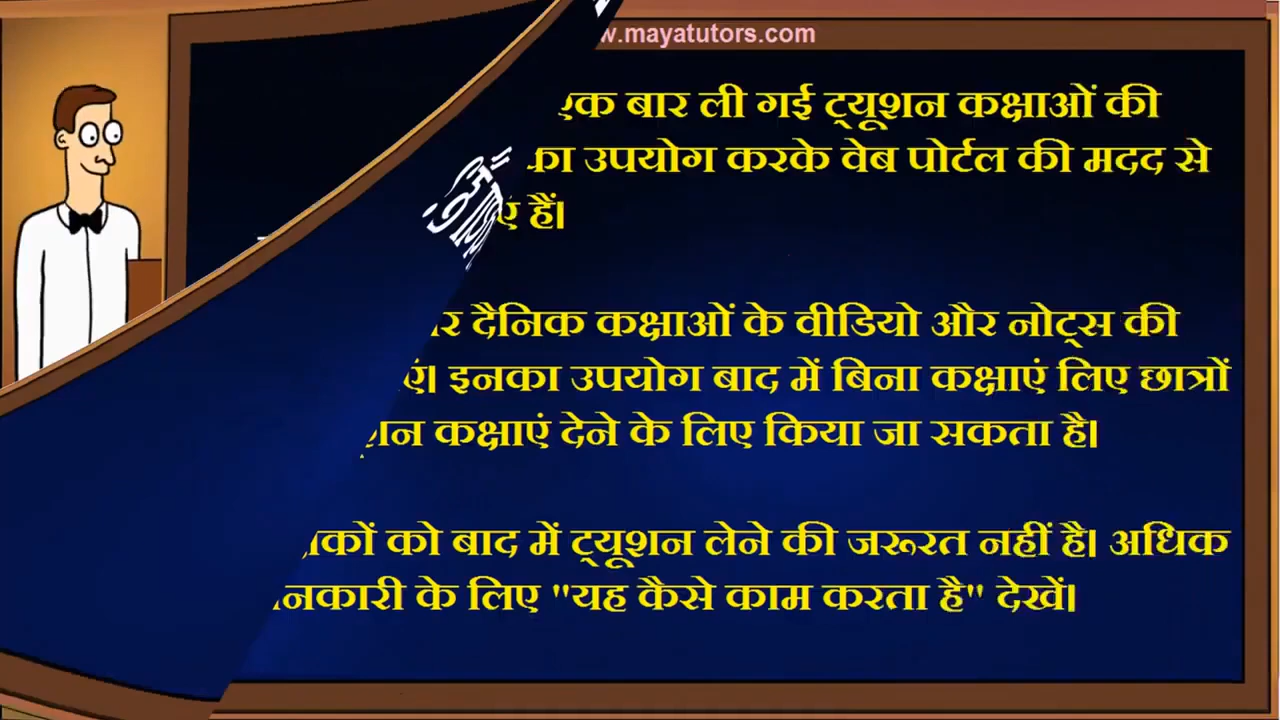 .mayatutors.com
बार ली गई ट्यूशन कक्षाओं की
उपयोग करके वेब पोर्टल की मदद से
हैं।
दैनिक कक्षाओं के वीडियो और नोट्स की
इनका उपयोग बाद में बिना कक्षाएं लिए छात्रों
कक्षाएं देने के लिए किया जा सकता है।
को बाद में ट्यूशन लेने की जरूरत नहीं है। अधिक
के लिए "यह कैसे काम करता है" देखें।